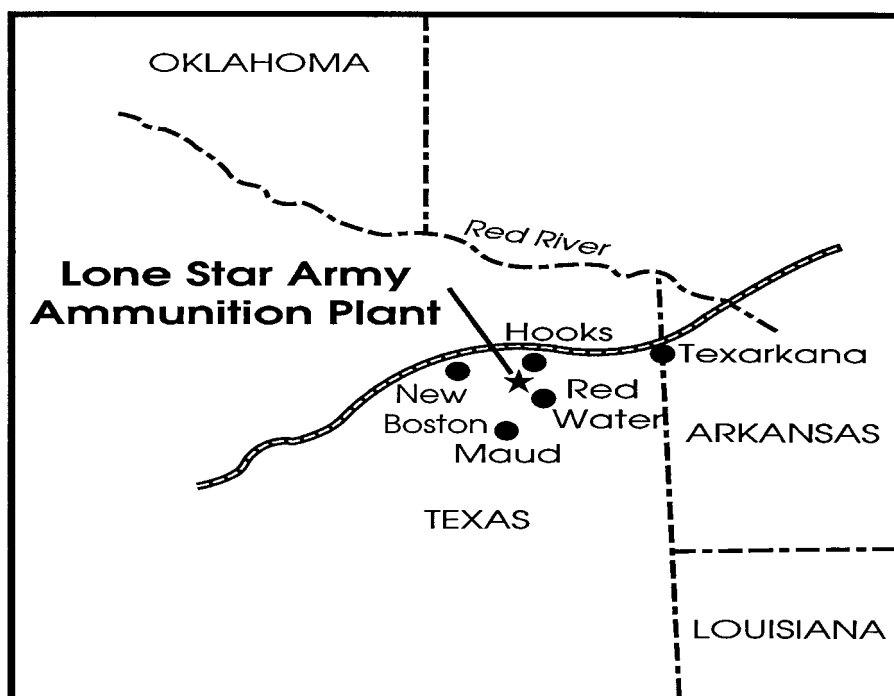 OKLAHOMA
Red River
Lone Star Army
Ammunition Plant
Hooks
Texarkana
New
Boston
Red
Water
Maud
ARKANSAS
TEXAS
LOUISIANA